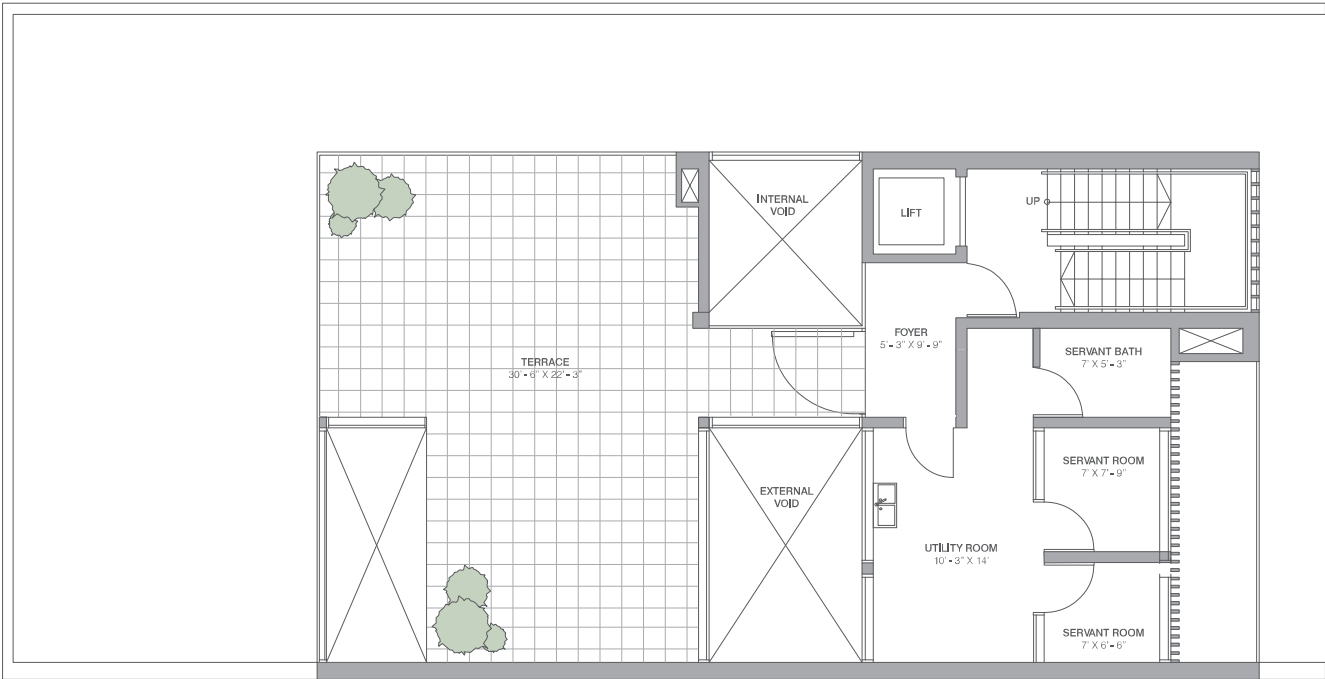 INTERNAL
VOID
LIFT
UP
FOYER
5' - 3" X 9' - 9"
SERVANT BATH
7' X 5' - 3"
TERRACE
30' - 6" X 22' - 3"
SERVANT ROOM
7' X 7' - 9"
EXTERNAL
VOID
UTILITY ROOM
10' - 3" X 14'
SERVANT ROOM
7' X 6' - 6"